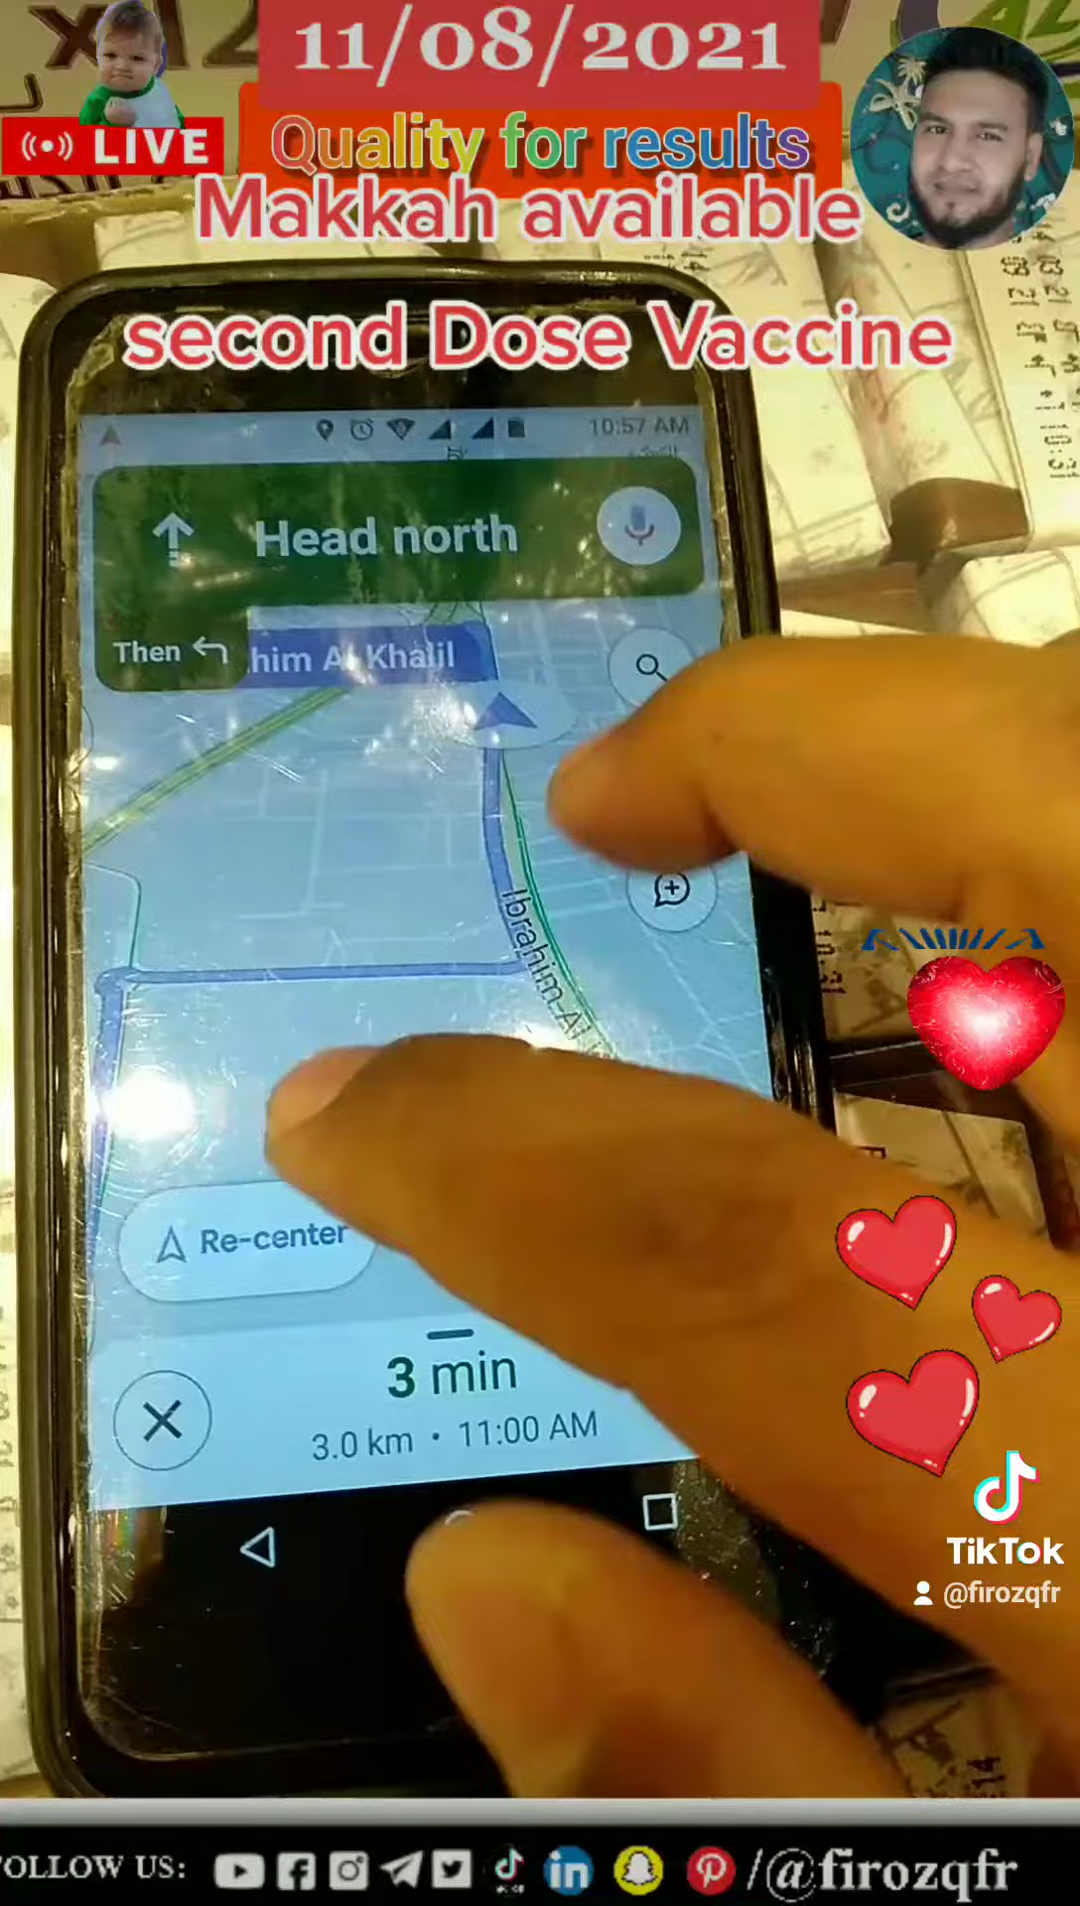 11/08/2021
LIVE
Quality for results
Makkah available
second Dose Vaccine
10:57 AM
Head north
Then
him Al Khalil
Ibrahim Al
Re-center
3 min
3.0 km • 11:00 AM
TikTok
@firozqfr
FOLLOW US: /@firozqfr